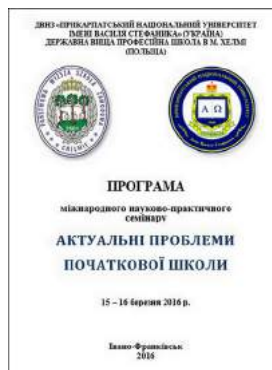 ДВНЗ «ПРИКАРПАТСЬКИЙ НАЦІОНАЛЬНИЙ УНІВЕРСИТЕТ
ІМЕНІ ВАСИЛЯ СТЕФАНИКА» (УКРАЇНА)
ДЕРЖАВНА ВИЩА ПРОФЕСІЙНА ШКОЛА В М. ХЕЛМІ
(ПОЛЬЩА)
ПРОГРАМА
міжнародного науково-практичного
семінару
АКТУАЛЬНІ ПРОБЛЕМИ
ПОЧАТКОВОЇ ШКОЛИ
15 – 16 березня 2016 р.
Івано-Франківськ
2016